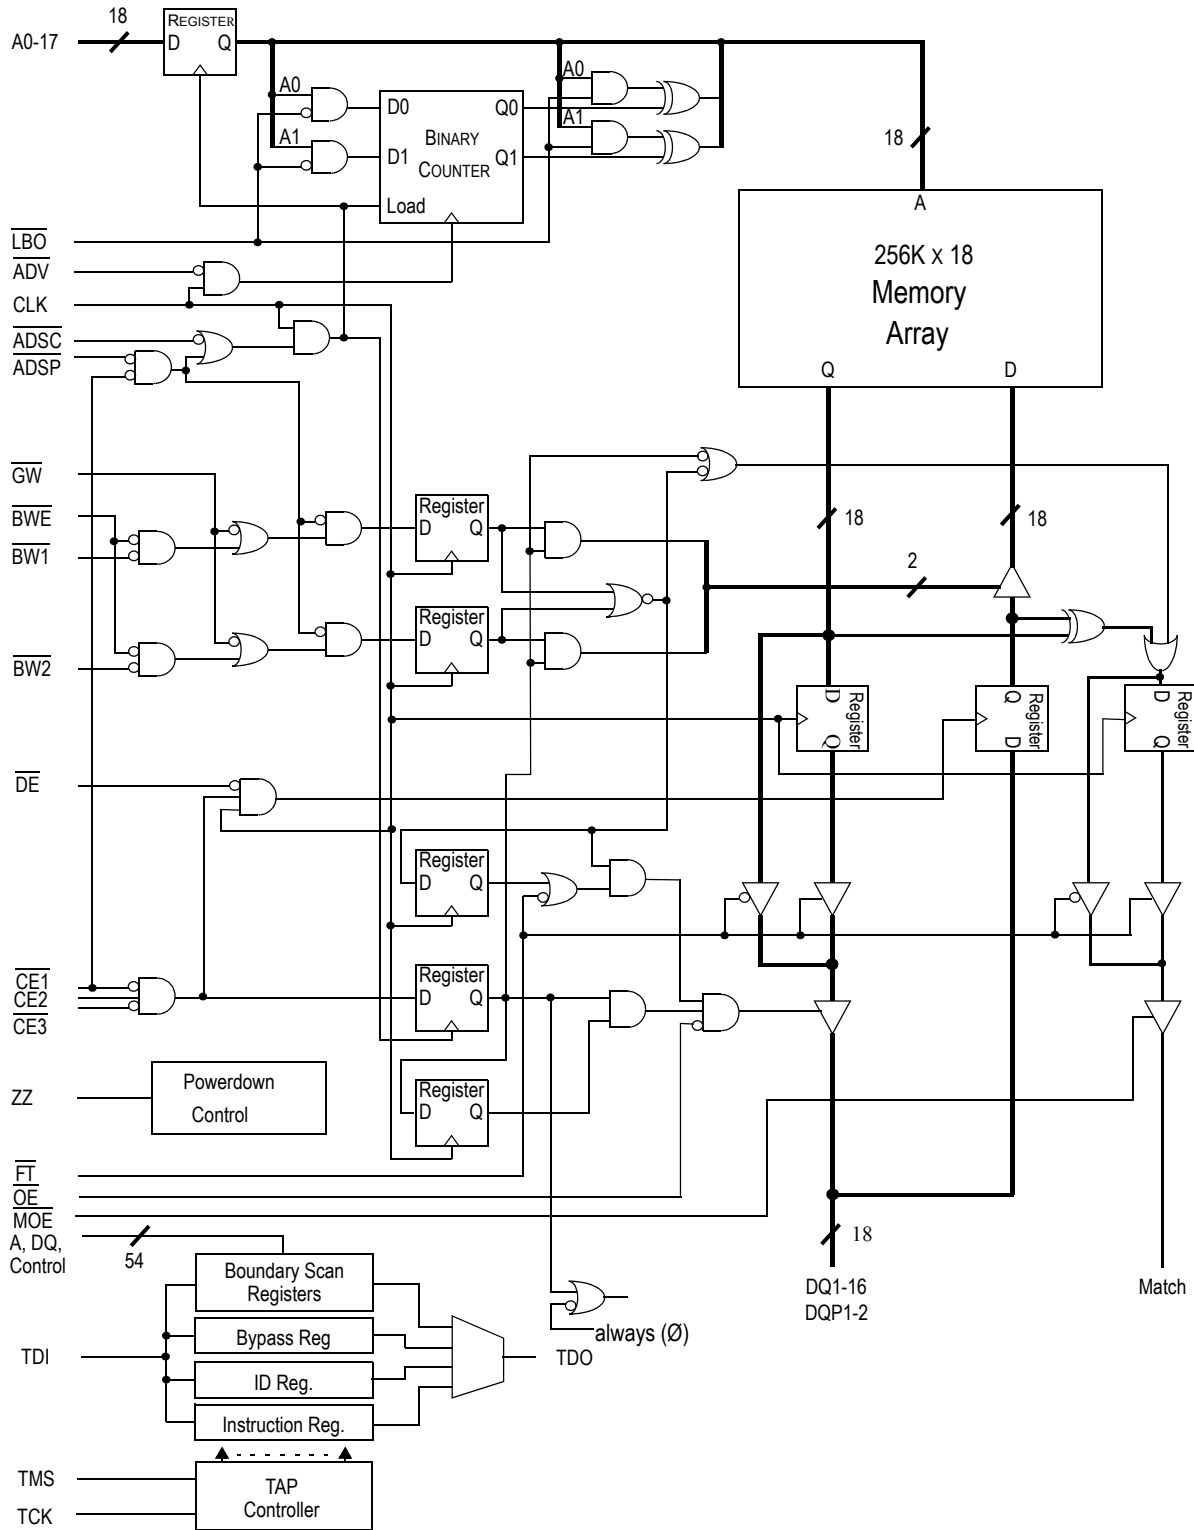 18
A0-17
REGISTER
D Q
A0
A1
D0
D1
Load
BINARY
COUNTER
Q0
Q1
A0
A1
18
A
256K x 18
Memory
Array
Q D
LBO
ADV
CLK
ADSC
ADSP
GW
BWE
BW1
BW2
Register
D Q
Register
D Q
18
18
2
D
Register
Q
Q
Register
D
D
Register
Q
DE
Register
D Q
CE1
CE2
CE3
Register
D Q
Register
D Q
ZZ
Powerdown
Control
FT
OE
MOE
A, DQ,
Control
54
Boundary Scan
Registers
Bypass Reg
ID Reg.
Instruction Reg.
TDI
TDO
always (Ø)
18
DQ1-16
DQP1-2
Match
TMS
TCK
TAP
Controller